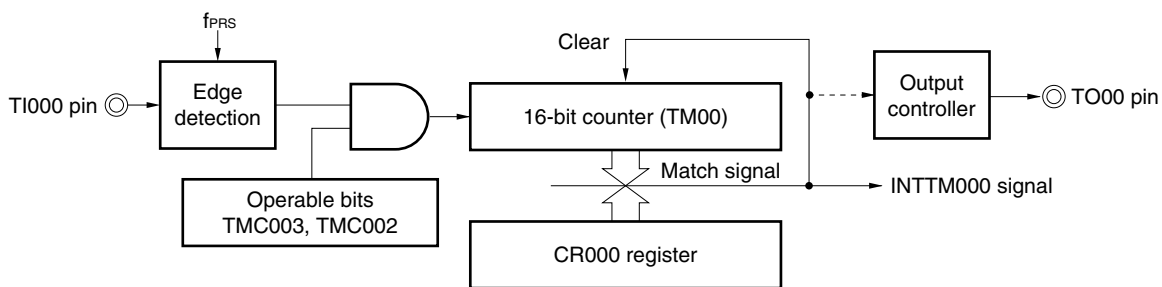 fPRS
Clear
TI000 pin
Edge
detection
16-bit counter (TM00)
Output
controller
TO00 pin
Match signal
INTTM000 signal
Operable bits
TMC003, TMC002
CR000 register